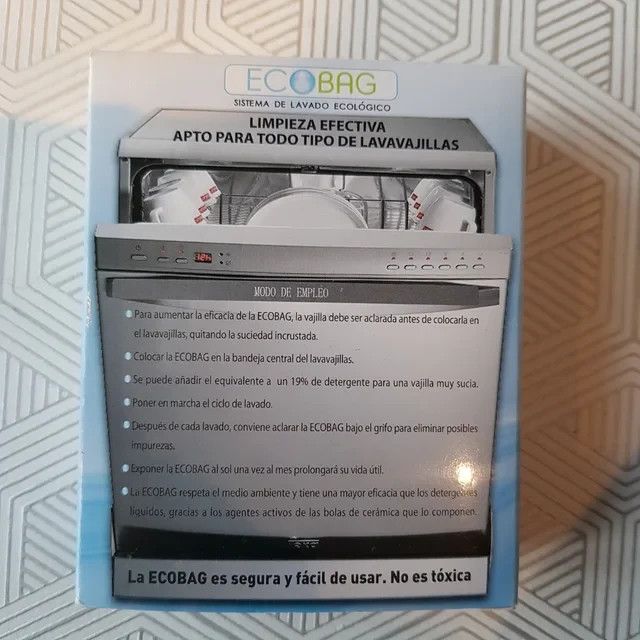 ECOBAG
SISTEMA DE LAVADO ECOLÓGICO
LIMPIEZA EFECTIVA
APTO PARA TODO TIPO DE LAVAVAJILLAS
MODO DE EMPLEO
Para aumentar la eficacia de la ECOBAG, la vajilla debe ser aclarada antes de colocarla en
el lavavajillas, quitando la suciedad incrustada.
Colocar la ECOBAG en la bandeja central del lavavajillas.
Se puede añadir el equivalente a un 19% de detergente para una vajilla muy sucia.
Poner en marcha el ciclo de lavado.
Después de cada lavado, conviene aclarar la ECOBAG bajo el grifo para eliminar posibles
impurezas.
Exponer la ECOBAG al sol una vez al mes prolongará su vida útil.
La ECOBAG respeta el medio ambiente y tiene una mayor eficacia que los detergentes
líquidos, gracias a los agentes activos de las bolas de cerámica que lo componen.
La ECOBAG es segura y fácil de usar. No es tóxica